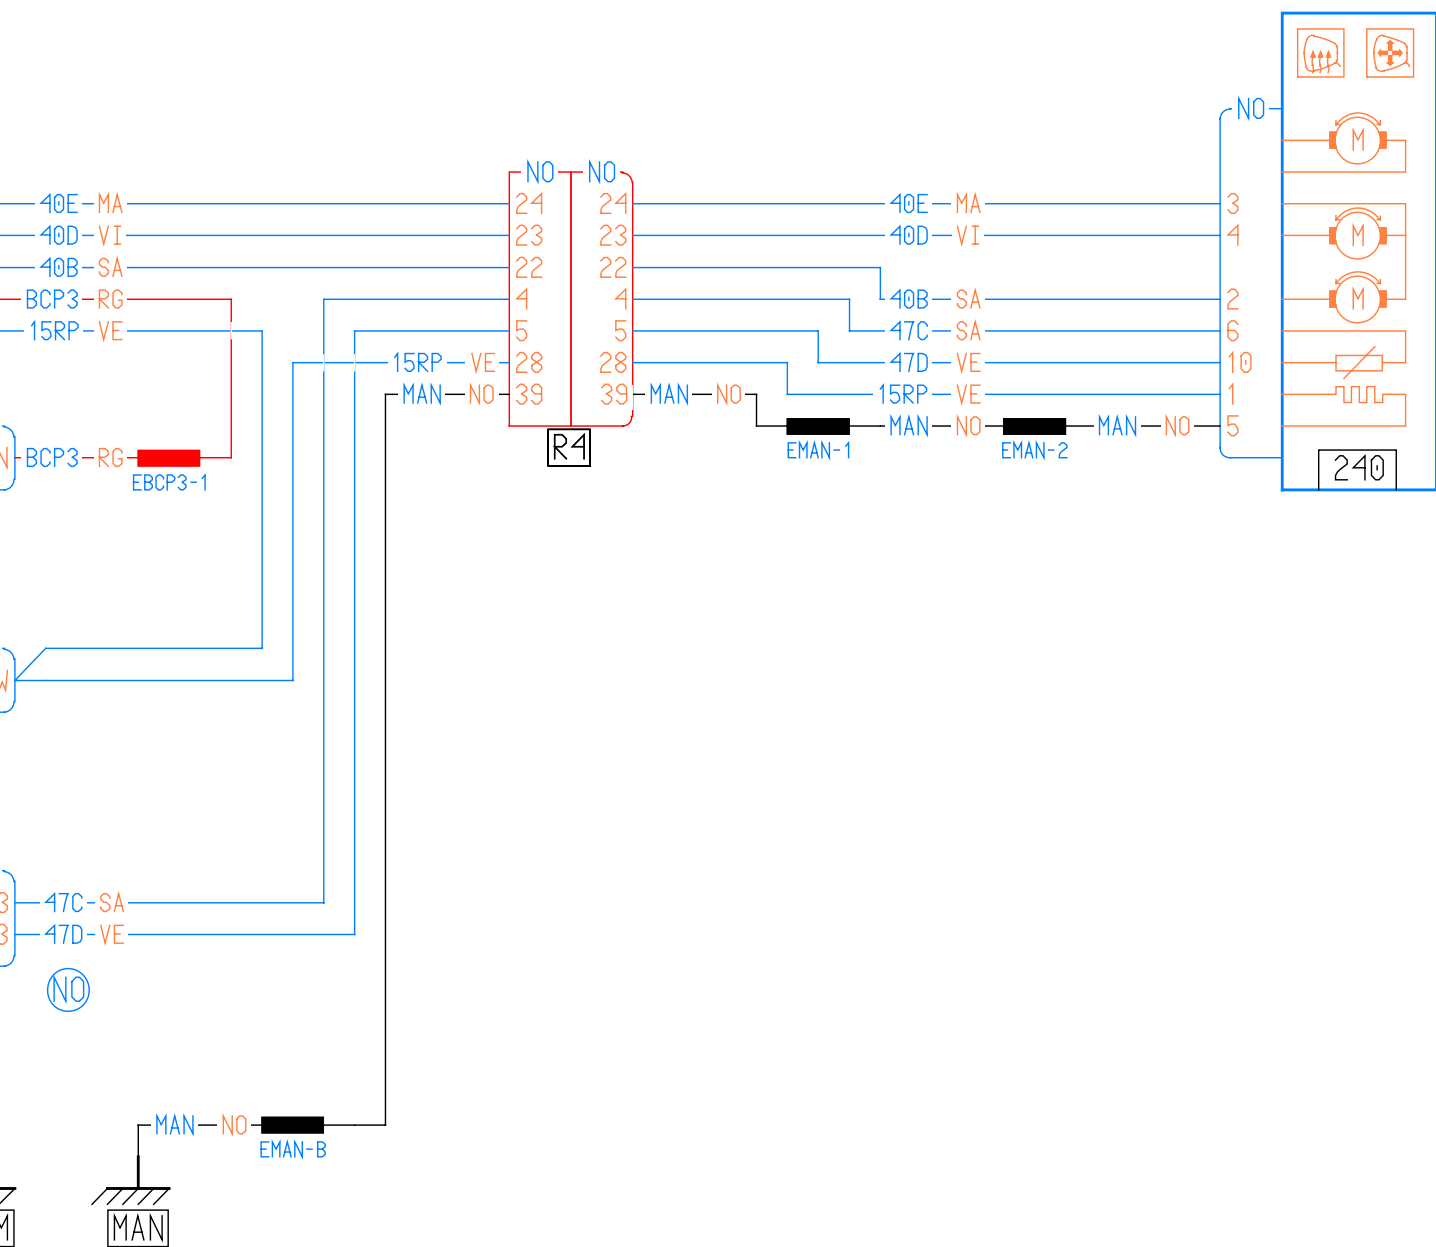 NO
M
NO NO
40E MA 24 24 40E MA 3
40D VI 23 23 40D VI 4 M
40B SA 22 22
BCP3 RG 4 4 40B SA 2 M
15RP VE 5 5 47C SA 6
15RP VE 28 28 47D VE 10
MAN NO 39 39 MAN NO 15RP VE 1
MAN NO MAN NO 5
R4 EMAN-1 EMAN-2
N BCP3 RG 240
EBCP3-1
W
3 47C SA
3 47D VE
NO
MAN NO
EMAN-B
M MAN